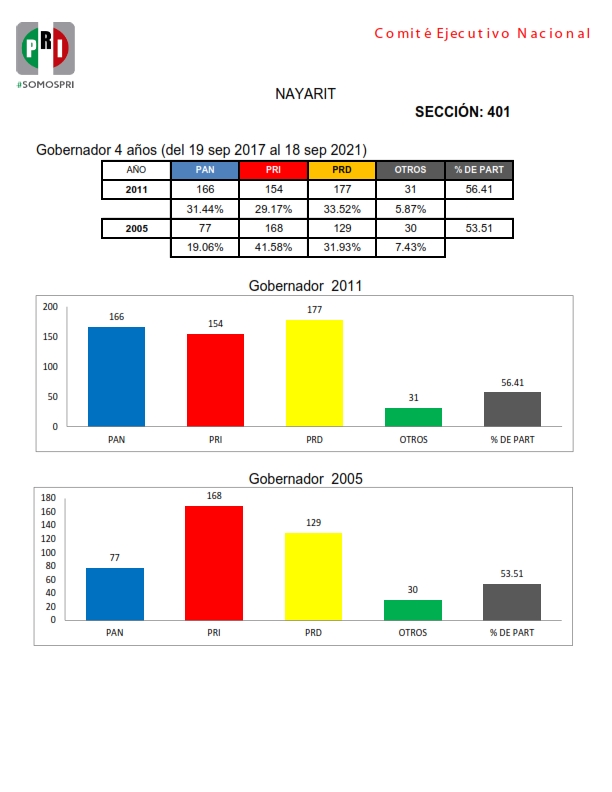 PRI
#SOMOSPRI
Comité Ejecutivo Nacional
NAYARIT
SECCIÓN: 401
Gobernador 4 años (del 19 sep 2017 al 18 sep 2021)
AÑO PAN PRI PRD OTROS % DE PART
2011 166 154 177 31 56.41
31.44% 29.17% 33.52% 5.87%
2005 77 168 129 30 53.51
19.06% 41.58% 31.93% 7.43%
Gobernador 2011
200
150
100
50
0
166
154
177
31
56.41
PAN PRI PRD OTROS % DE PART
Gobernador 2005
180
160
140
120
100
80
60
40
20
0
77
168
129
30
53.51
PAN PRI PRD OTROS % DE PART